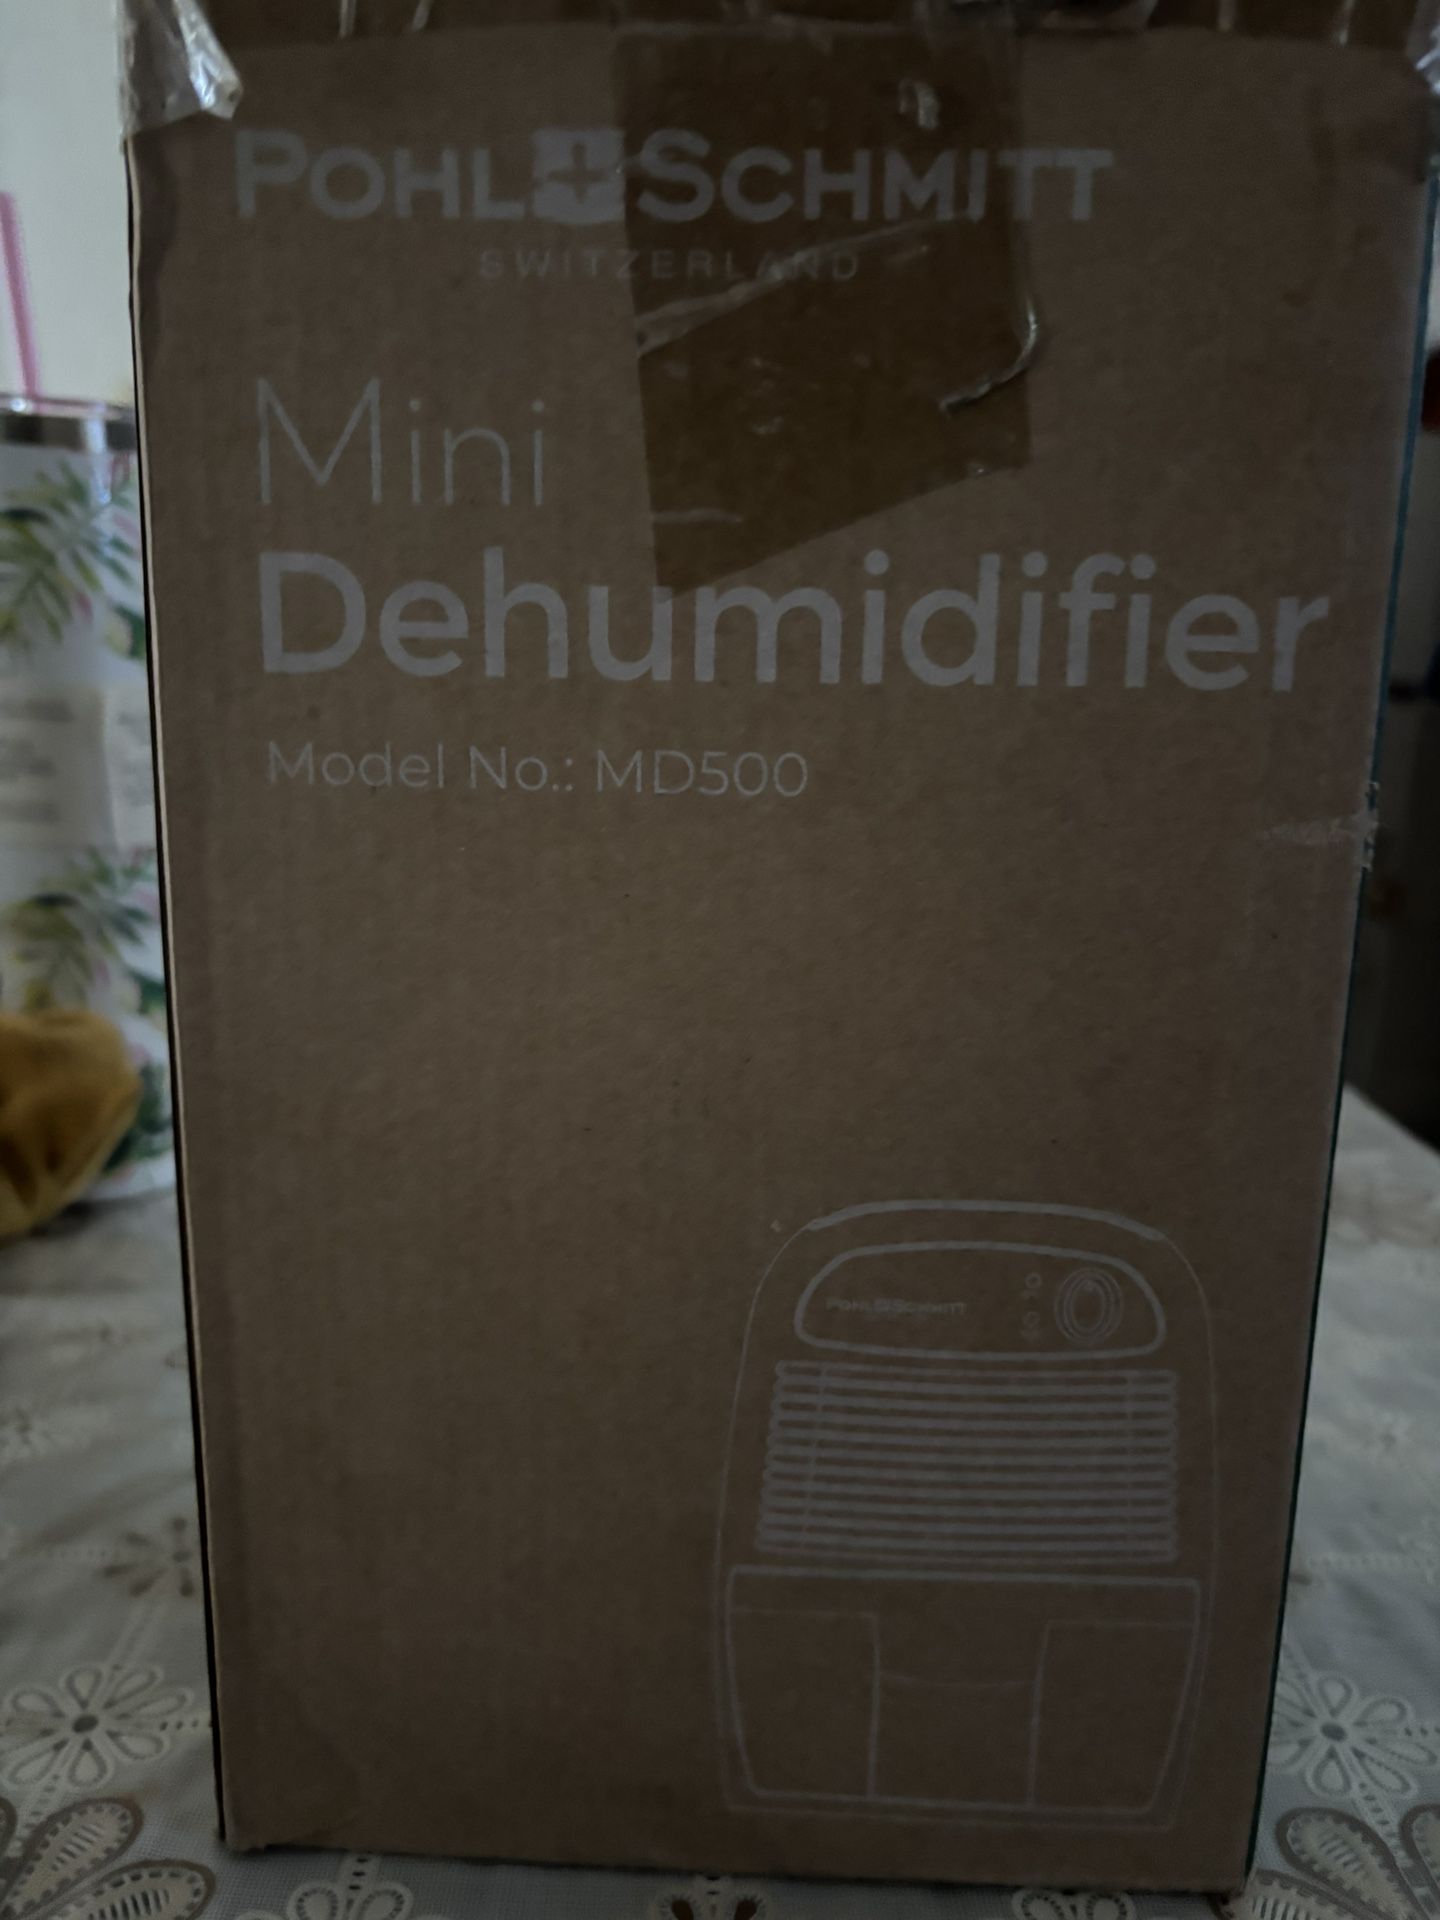 POHL SCHMITT
SWITZERLAND
Mini
Dehumidifier
Model No.: MD500
POHL SCHMITT